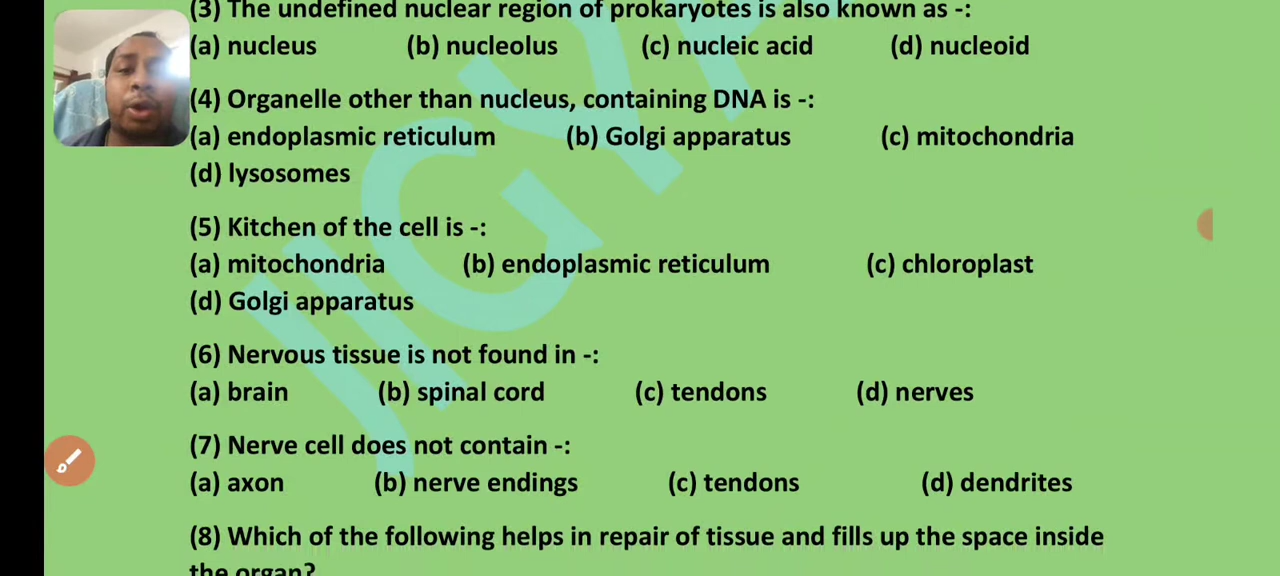 (3) The undefined nuclear region of prokaryotes is also known as -:
(a) nucleus (b) nucleolus (c) nucleic acid (d) nucleoid
(4) Organelle other than nucleus, containing DNA is -:
(a) endoplasmic reticulum (b) Golgi apparatus (c) mitochondria
(d) lysosomes
(5) Kitchen of the cell is -:
(a) mitochondria (b) endoplasmic reticulum (c) chloroplast
(d) Golgi apparatus
(6) Nervous tissue is not found in -:
(a) brain (b) spinal cord (c) tendons (d) nerves
(7) Nerve cell does not contain -:
(a) axon (b) nerve endings (c) tendons (d) dendrites
(8) Which of the following helps in repair of tissue and fills up the space inside
the organ?